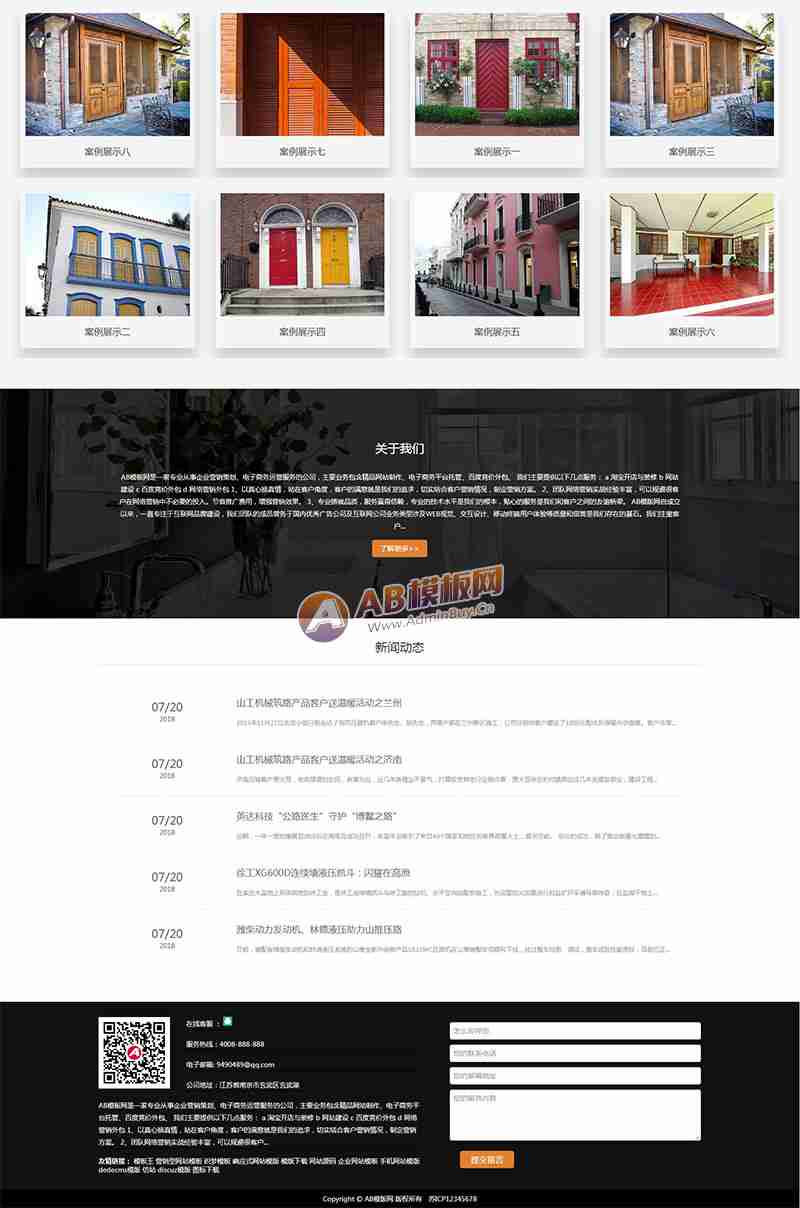 案例展示八
案例展示七
案例展示一
案例展示三
案例展示二
案例展示四
案例展示五
案例展示六
关于我们
AB模板网是一家专业从事企业营销策划、电子商务运营服务的公司，主要业务包含精品网站制作、电子商务平台托管、百度竞价外包。 我们主要提供以下几点服务： a 淘宝开店与装修 b 网站
建设 c 百度竞价外包 d 网络营销外包 1、以真心换真情，站在客户角度，客户的满意就是我们的追求，切实结合客户营销情况，制定营销方案。 2、团队网络营销实战经验丰富，可以规避很客
户在网络营销中不必要的投入。节省推广费用，增强营销效果。 3、专业铸就品质，服务赢得信赖，专业的技术水平是我们的根本，贴心的服务是我们和客户之间的友谊桥梁。 AB模板网自成立
以来，一直专注于互联网品牌建设，我们团队的成员曾务于国内优秀广告公司及互联网公司业务类型涉及WEB视觉、交互设计、移动终端用户体验等质量和信誉是我们存在的基石。我们注重客
户...
了解更多>>
AB模板网
Www.AdminBuy.Cn
新闻动态
07/20
2018
山工机械筑路产品客户送温暖活动之兰州
07/20
2018
山工机械筑路产品客户送温暖活动之济南
07/20
2018
英达科技“公路医生”守护“博鳌之路”
07/20
2018
徐工XG600D连续墙液压抓斗：闪耀在高原
07/20
2018
潍柴动力发动机、林德液压助力山推压路
在线客服 ：
服务热线：4008-888-888
电子邮箱: 9490489@qq.com
公司地址：江苏省南京市玄武区玄武湖
AB模板网是一家专业从事企业营销策划、电子商务运营服务的公司，主要业务包含精品网站制作、电子商务平
台托管、百度竞价外包。 我们主要提供以下几点服务： a 淘宝开店与装修 b 网站建设 c 百度竞价外包 d 网络
营销外包 1、以真心换真情，站在客户角度，客户的满意就是我们的追求，切实结合客户营销情况，制定营销
方案。 2、团队网络营销实战经验丰富，可以规避很客户...
友情链接： 模板王 营销型网站模板 织梦模板 响应式网站模板 模板下载 网站源码 企业网站模板 手机网站模板
dedecms模板 仿站 discuz模板 图标下载
怎么称呼您
您的联系电话
您的邮箱地址
您的服务内容
提交留言
Copyright © AB模板网 版权所有 苏ICP12345678